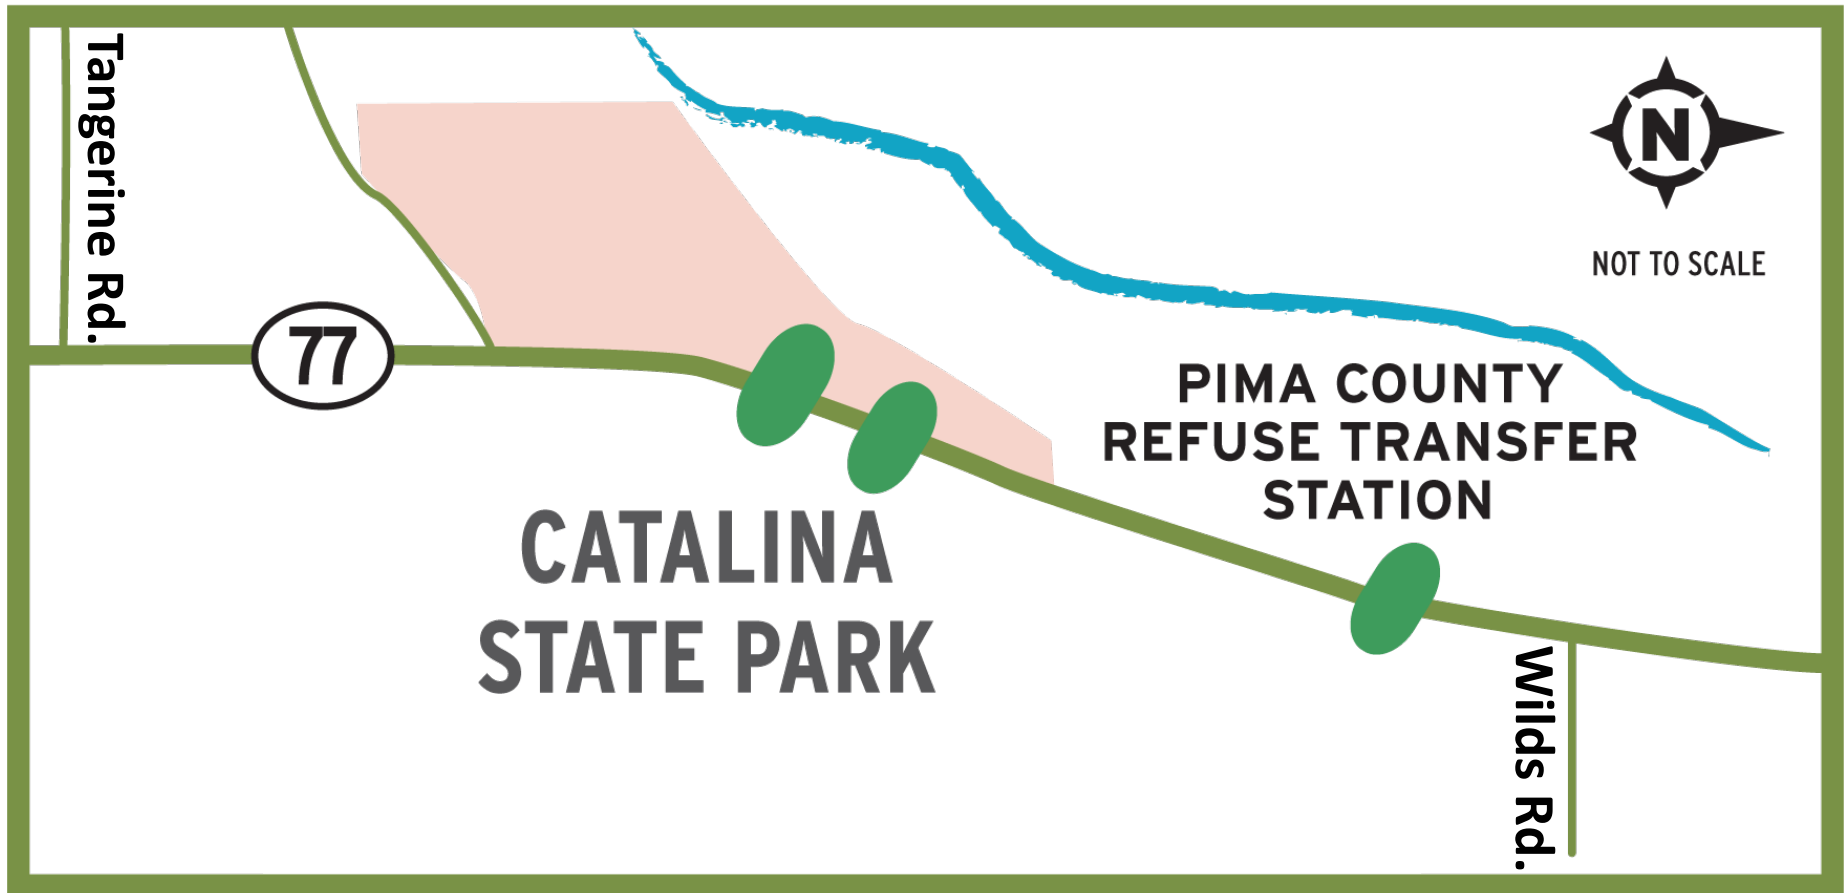 Tangerine Rd.
N
NOT TO SCALE
77
PIMA COUNTY
REFUSE TRANSFER
STATION
CATALINA
STATE PARK
Wilds Rd.